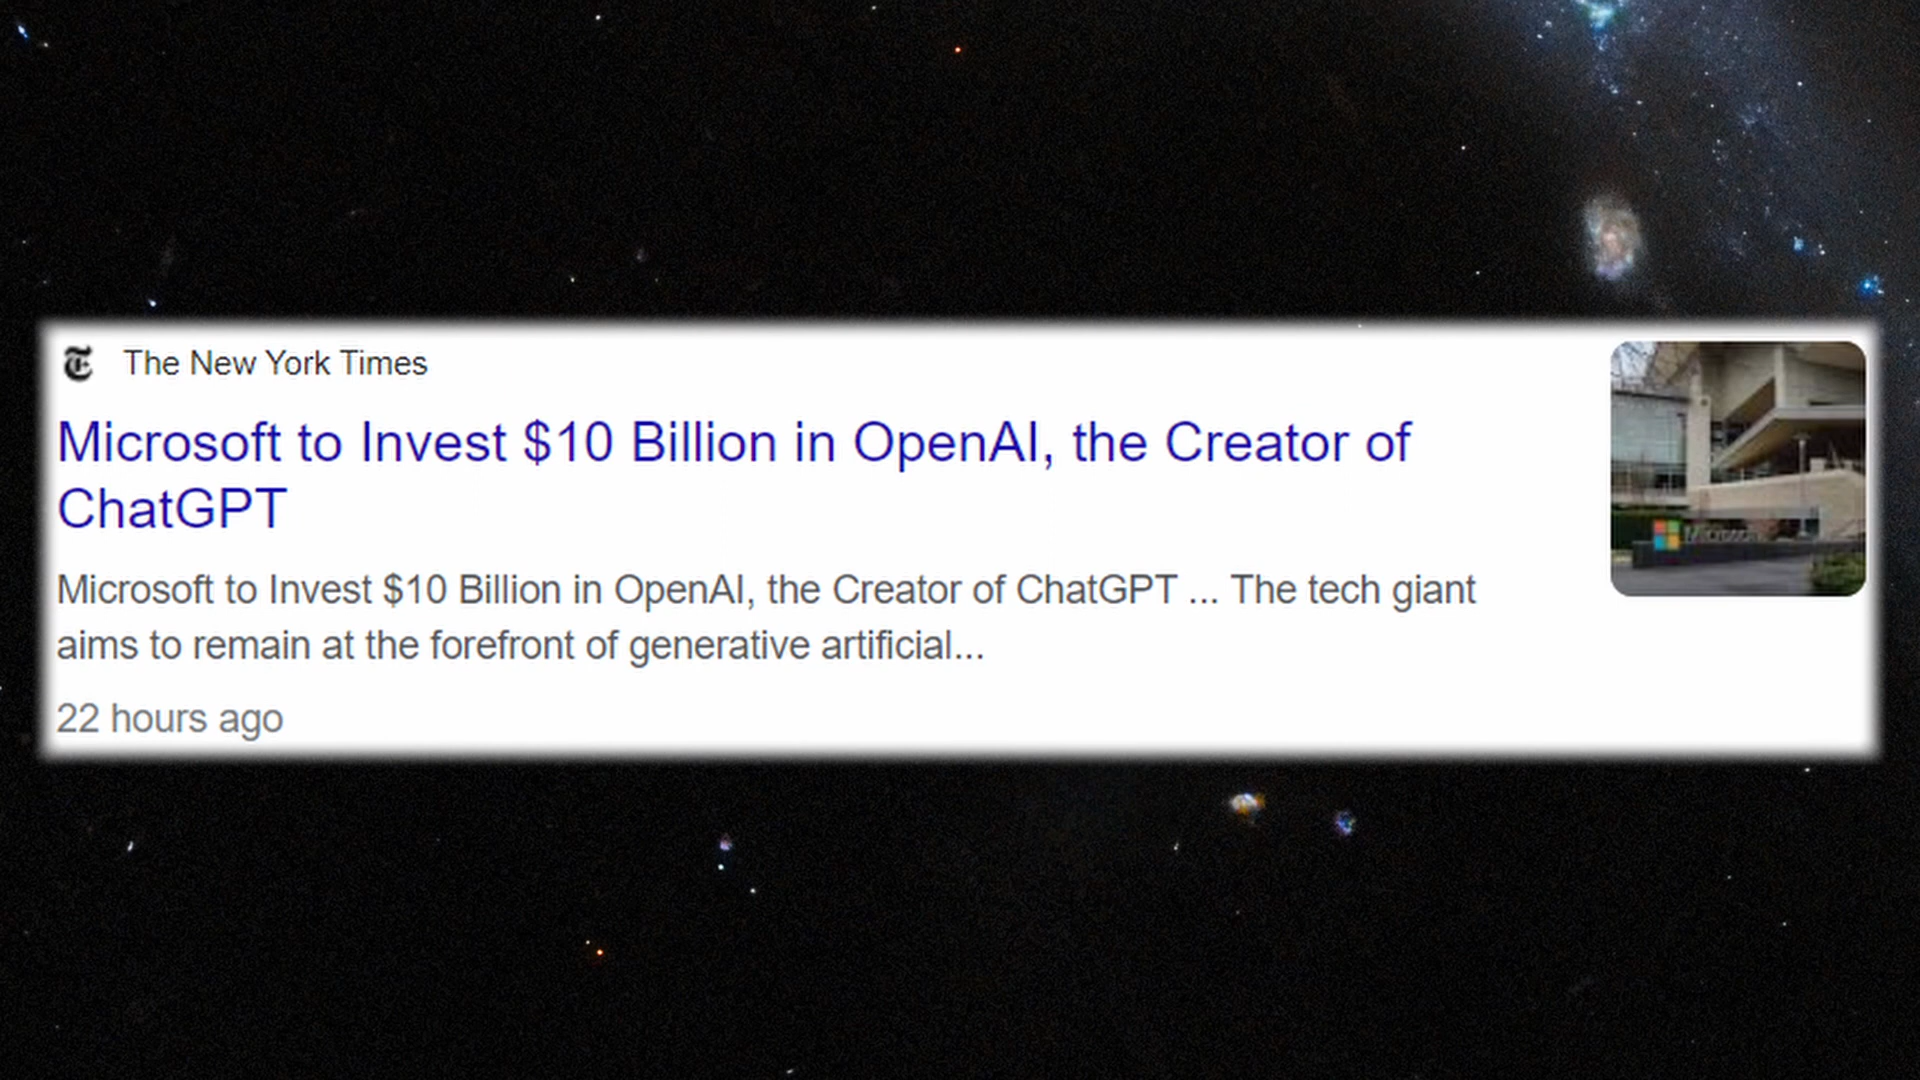 The New York Times
Microsoft to Invest $10 Billion in OpenAI, the Creator of
ChatGPT
Microsoft to Invest $10 Billion in OpenAI, the Creator of ChatGPT ... The tech giant
aims to remain at the forefront of generative artificial...
22 hours ago
Microsoft